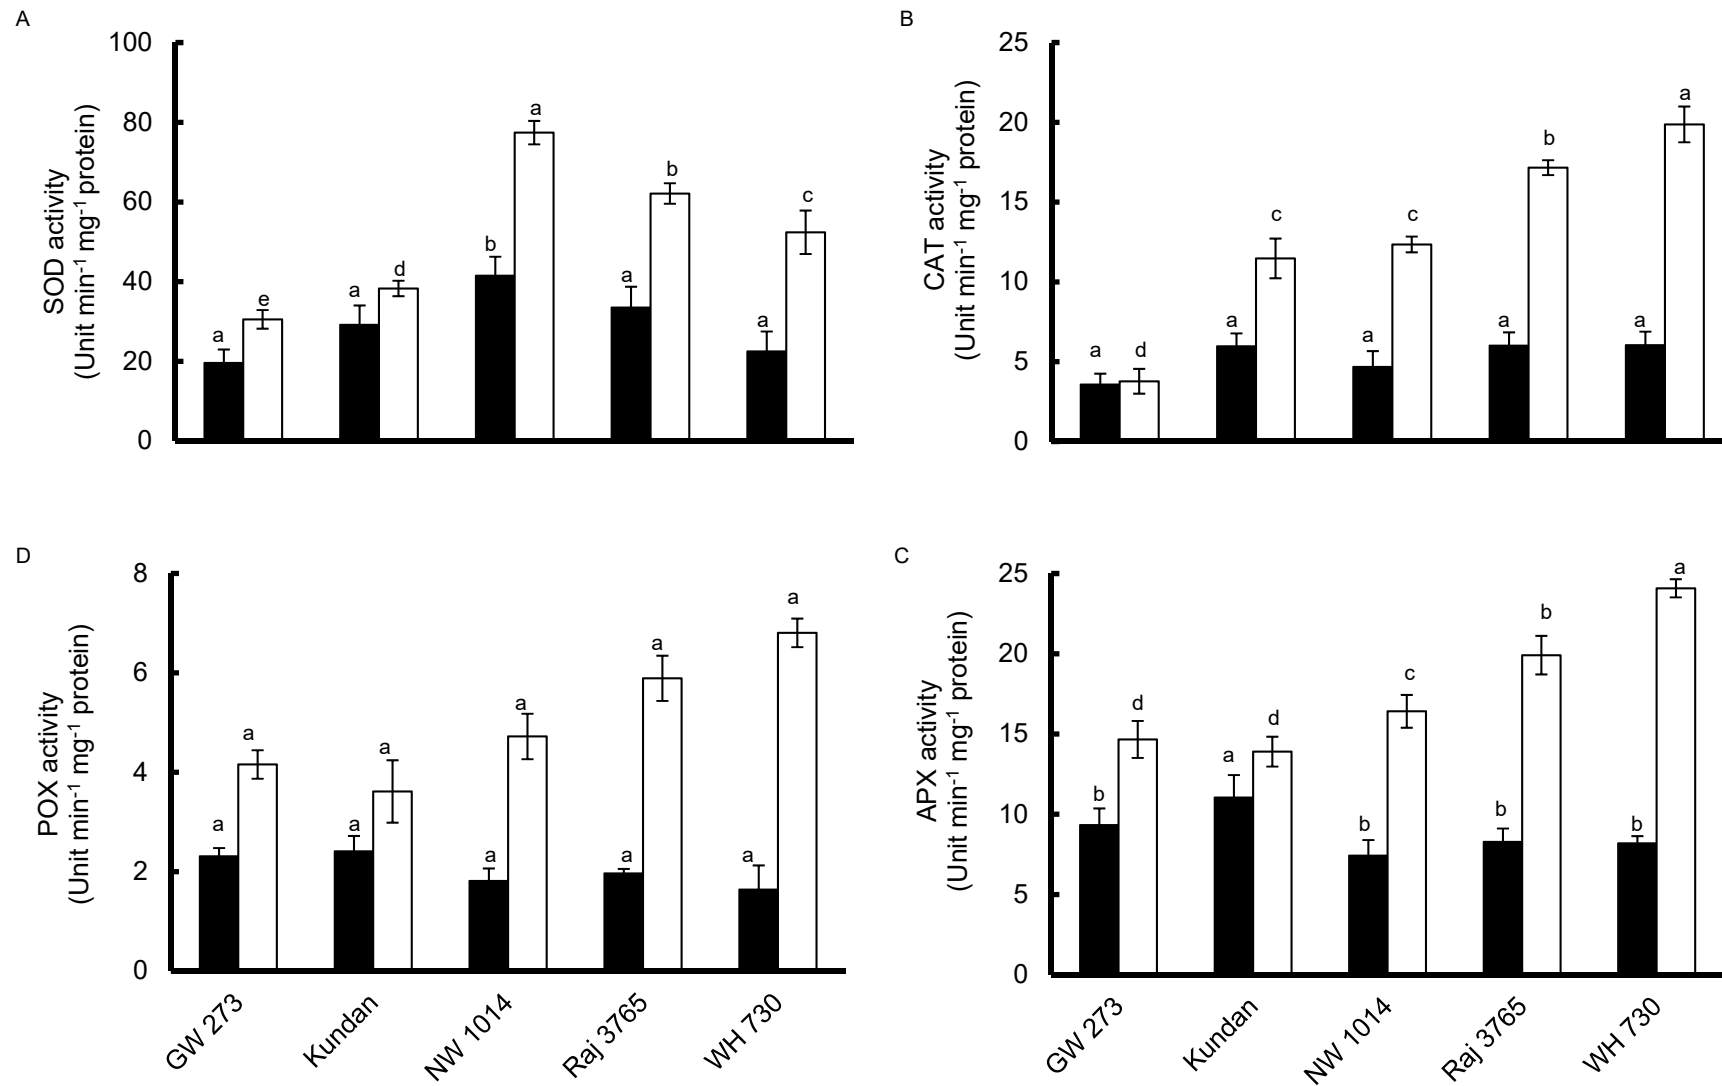 A
100
80
60
40
20
0
SOD activity
(Unit min⁻¹ mg⁻¹ protein)
a
e
a
d
b
a
a
b
a
c
B
25
20
15
10
5
0
CAT activity
(Unit min⁻¹ mg⁻¹ protein)
a
d
a
c
a
c
a
b
a
a
D
8
6
4
2
0
POX activity
(Unit min⁻¹ mg⁻¹ protein)
a
a
a
a
a
a
a
a
a
a
GW 273
Kundan
NW 1014
Raj 3765
WH 730
C
25
20
15
10
5
0
APX activity
(Unit min⁻¹ mg⁻¹ protein)
b
d
a
d
b
c
b
b
b
a
GW 273
Kundan
NW 1014
Raj 3765
WH 730